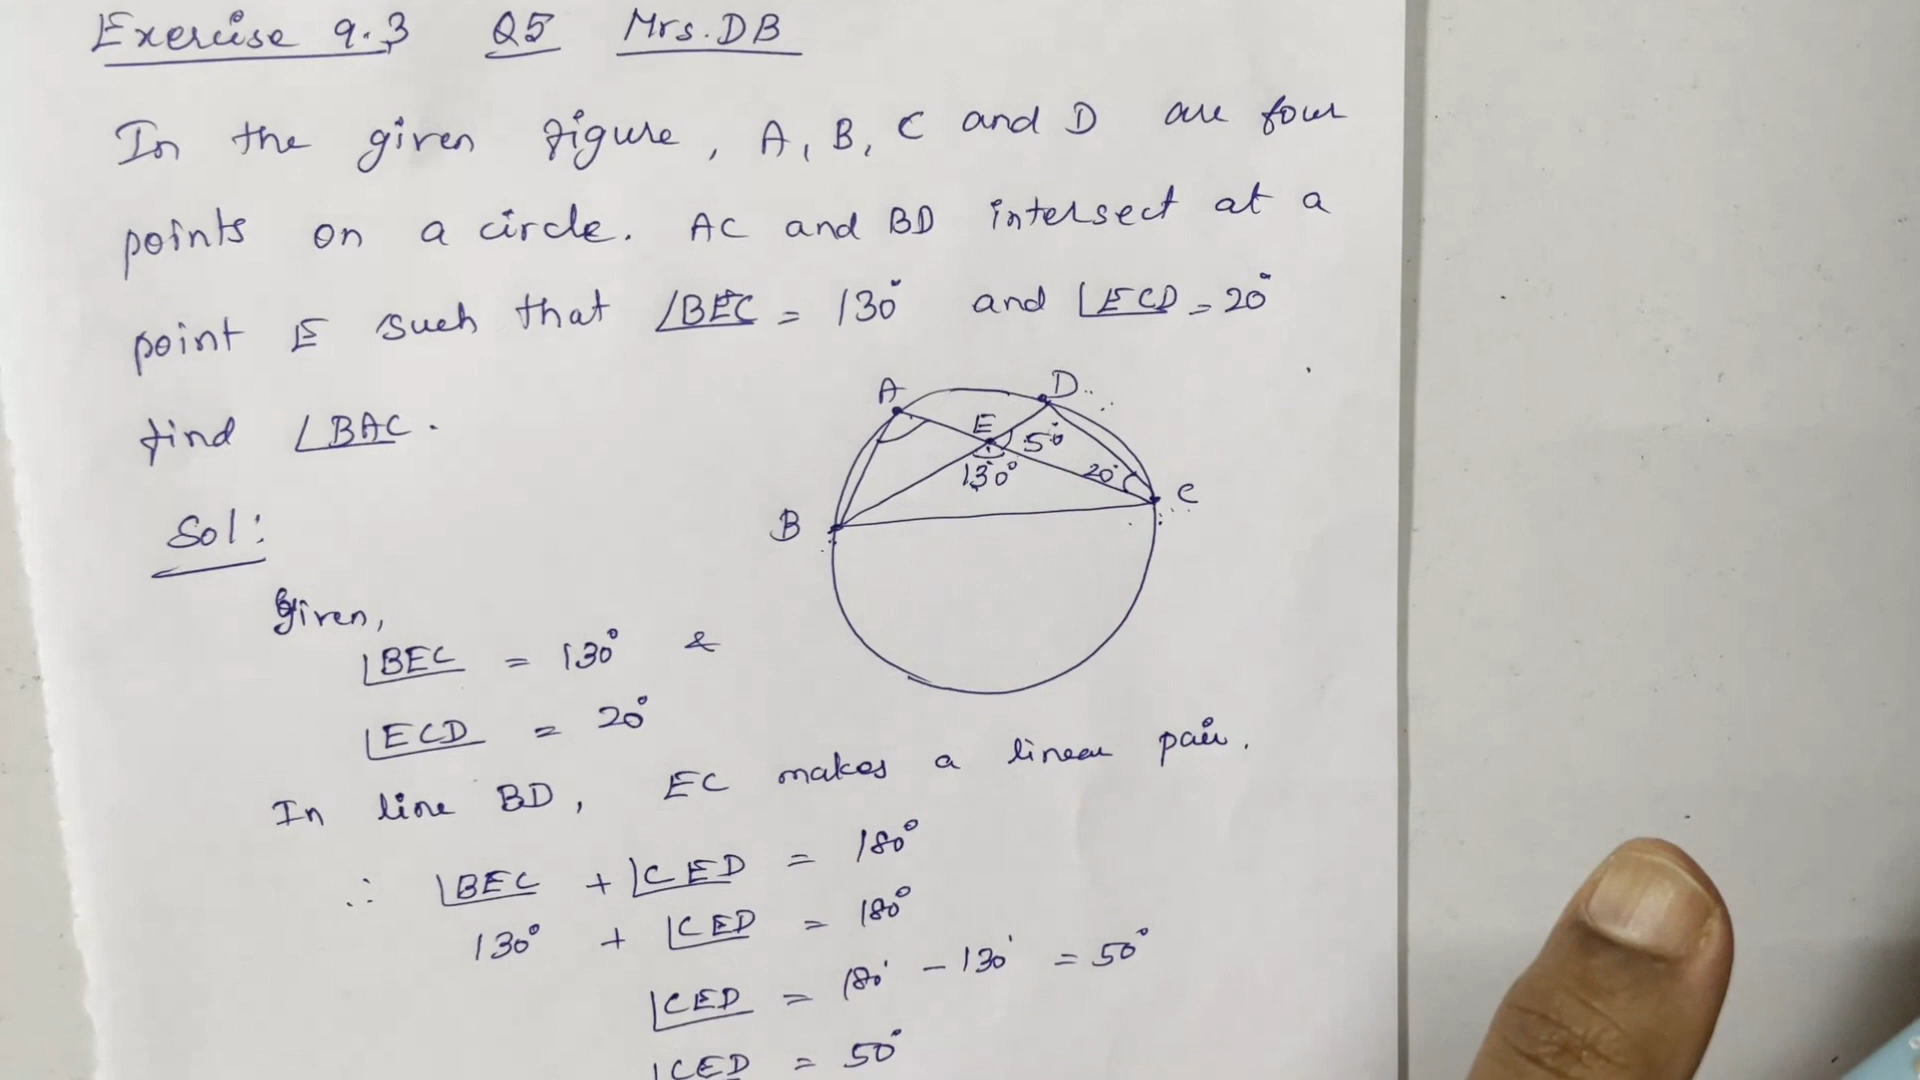 Exercise 9.3 Q5 Mrs. DB
In the given figure, A, B, C and D are four
points on a circle. AC and BD intersect at a
point E such that ∠BEC = 130° and ∠ECD = 20°
find ∠BAC.
A D
E 50°
130° 20°
B C
Sol:
Given,
∠BEC = 130° &
∠ECD = 20°
In line BD, EC makes a linear pair.
∴ ∠BEC + ∠CED = 180°
130° + ∠CED = 180°
∠CED = 180° - 130° = 50°
∠CED = 50°